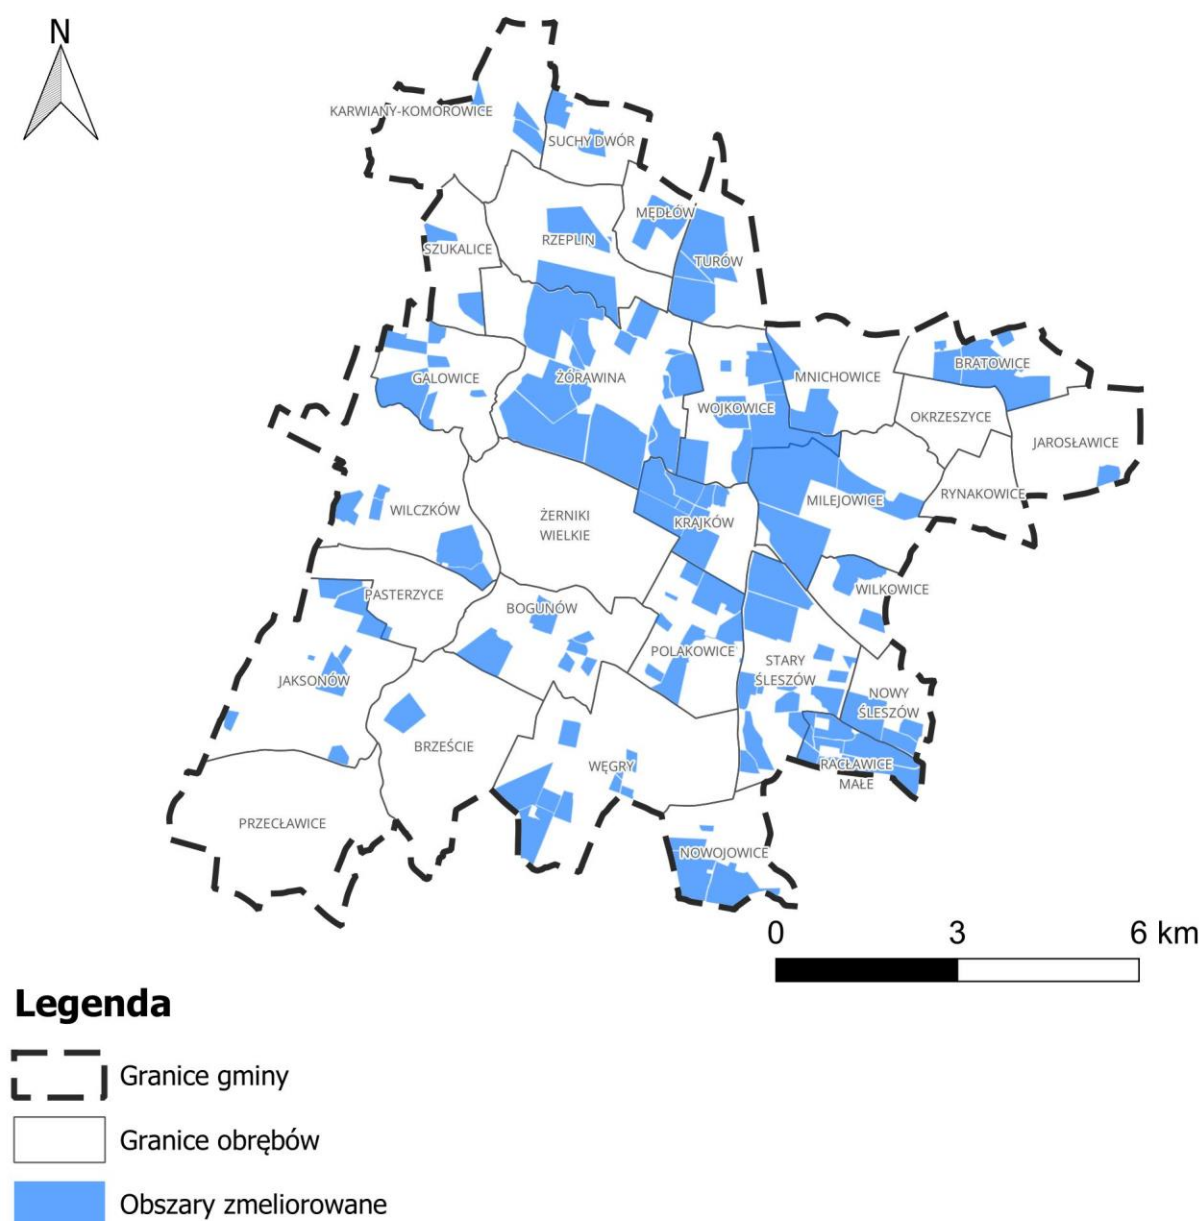 N
KARWIANY-KOMOROWICE
SUCHY DWÓR
MĘDŁÓW
RZEPLIN
SZUKALICE
TURÓW
BRATOWICE
GALOWICE
ŻÓRAWINA
MNICHOWICE
WOJKOWICE
OKRZESZYCE
JAROSŁAWICE
RYNAKOWICE
MILEJOWICE
WILCZKÓW
ŻERNIKI
WIELKIE
KRAJKÓW
WILKOWICE
PASTERZYCE
BOGUNÓW
POLAKOWICE
STARY
ŚLESZÓW
JAKSONÓW
NOWY
ŚLESZÓW
BRZEŚCIE
WĘGRY
RACŁAWICE
MAŁE
PRZECŁAWICE
NOWOJOWICE
0 3 6 km
Legenda
Granice gminy
Granice obrębów
Obszary zmeliorowane